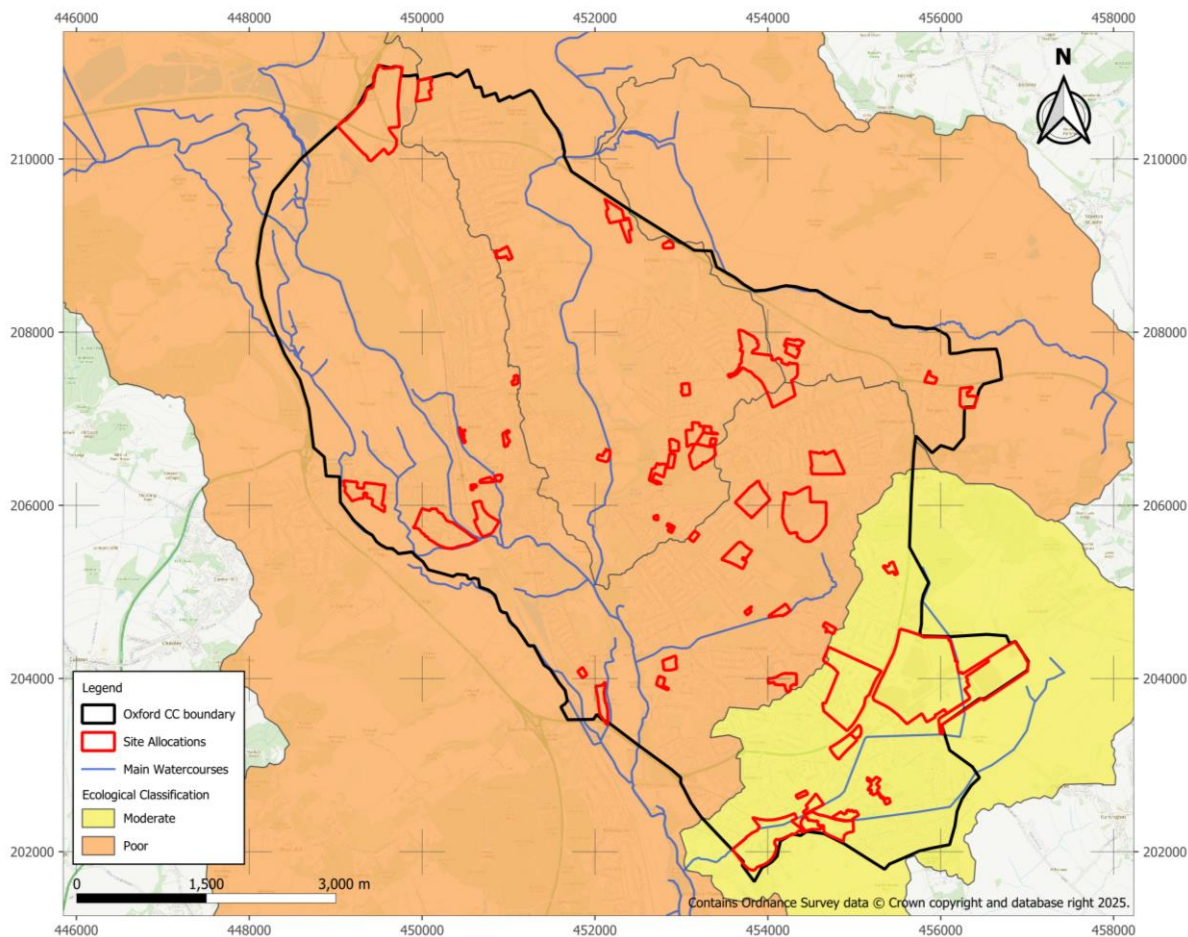 446000 448000 450000 452000 454000 456000 458000
N
210000 210000
208000 208000
206000 206000
204000 204000
202000 202000
Legend
Oxford CC boundary
Site Allocations
Main Watercourses
Ecological Classification
Moderate
Poor
0 1,500 3,000 m
Contains Ordnance Survey data © Crown copyright and database right 2025.
446000 448000 450000 452000 454000 456000 458000